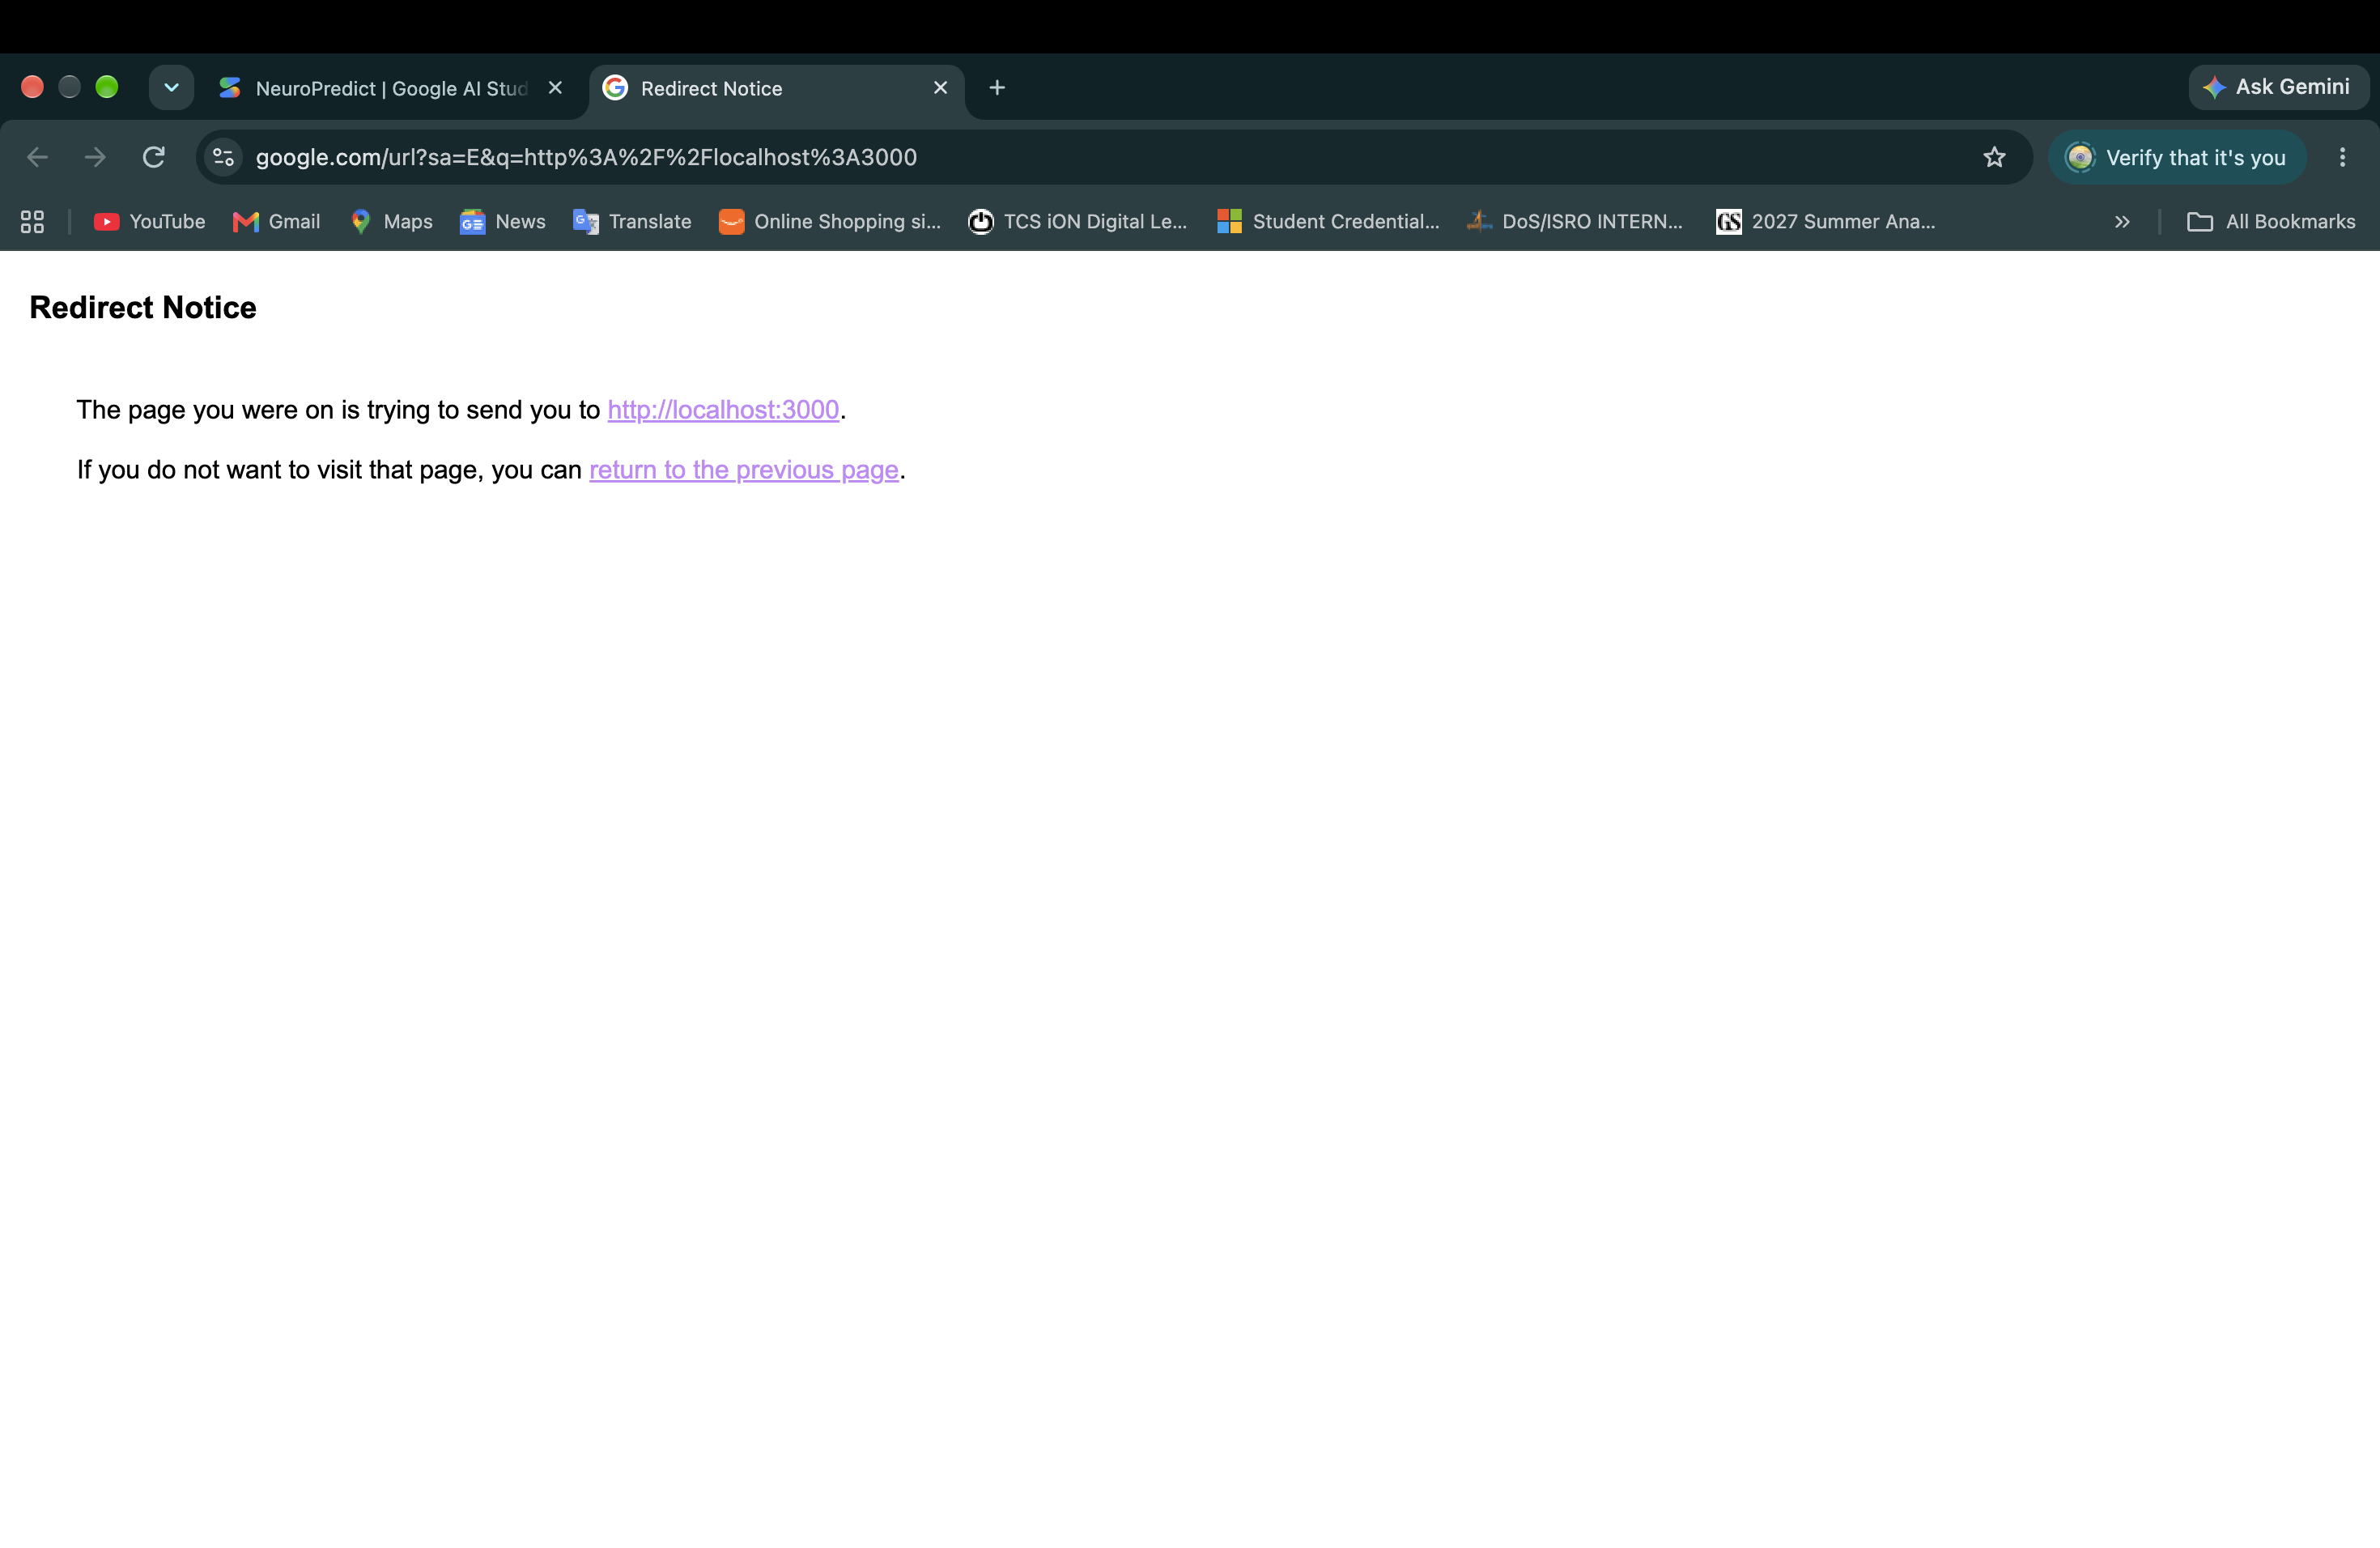 NeuroPredict | Google AI Stud
Redirect Notice
Ask Gemini
google.com/url?sa=E&q=http%3A%2F%2Flocalhost%3A3000
Verify that it's you
YouTube
Gmail
Maps
News
Translate
Online Shopping si...
TCS iON Digital Le...
Student Credential...
DoS/ISRO INTERN...
GS
2027 Summer Ana...
All Bookmarks
Redirect Notice
The page you were on is trying to send you to http://localhost:3000.
If you do not want to visit that page, you can return to the previous page.